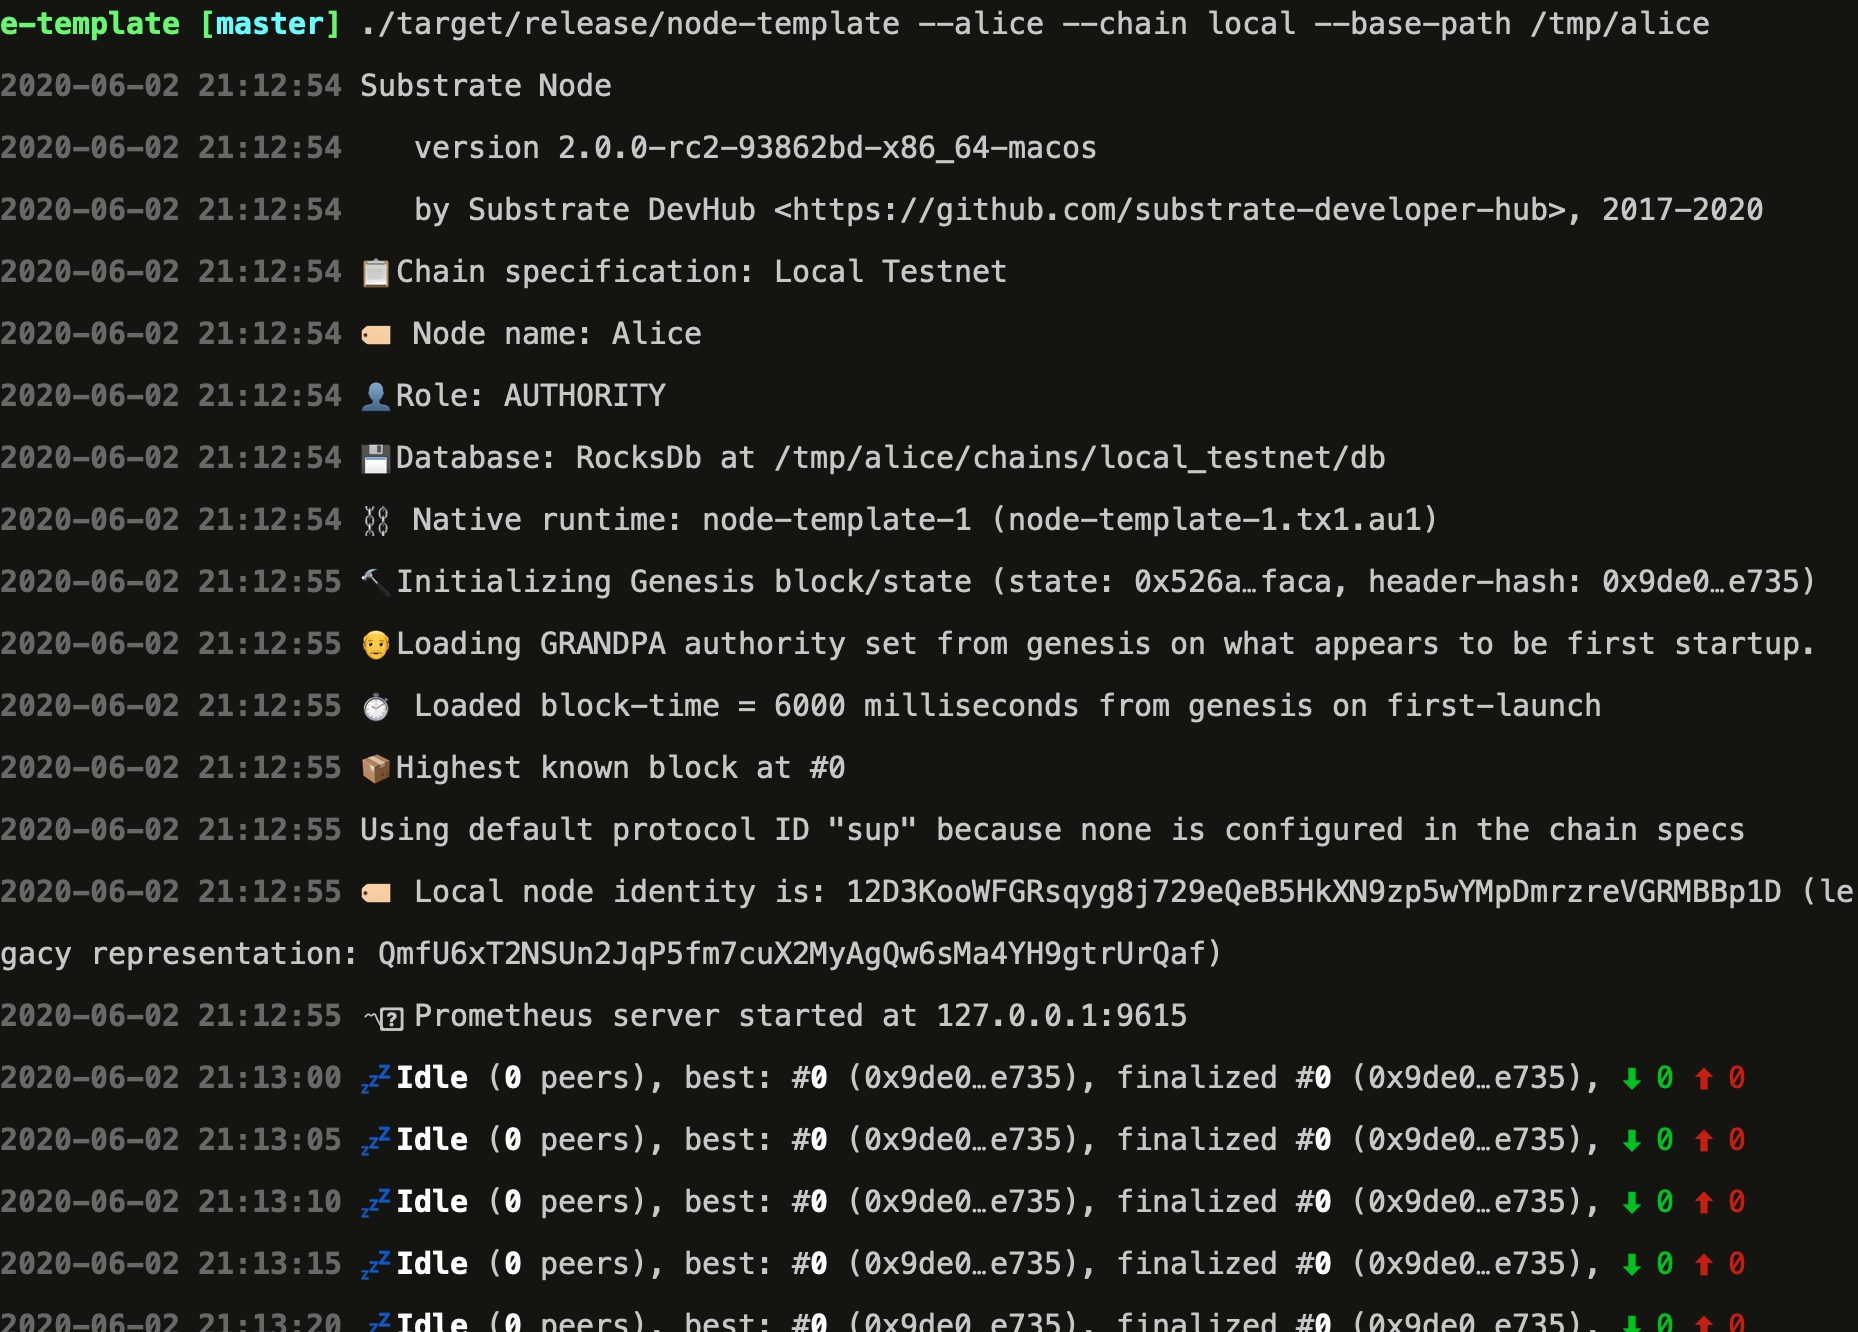 e-template [master] ./target/release/node-template --alice --chain local --base-path /tmp/alice
2020-06-02 21:12:54 Substrate Node
2020-06-02 21:12:54    version 2.0.0-rc2-93862bd-x86_64-macos
2020-06-02 21:12:54    by Substrate DevHub <https://github.com/substrate-developer-hub>, 2017-2020
2020-06-02 21:12:54 📋Chain specification: Local Testnet
2020-06-02 21:12:54 🏷 Node name: Alice
2020-06-02 21:12:54 👤Role: AUTHORITY
2020-06-02 21:12:54 💾Database: RocksDb at /tmp/alice/chains/local_testnet/db
2020-06-02 21:12:54 ⛓ Native runtime: node-template-1 (node-template-1.tx1.au1)
2020-06-02 21:12:55 🔨Initializing Genesis block/state (state: 0x526a…faca, header-hash: 0x9de0…e735)
2020-06-02 21:12:55 👴Loading GRANDPA authority set from genesis on what appears to be first startup.
2020-06-02 21:12:55 ⏱ Loaded block-time = 6000 milliseconds from genesis on first-launch
2020-06-02 21:12:55 📦Highest known block at #0
2020-06-02 21:12:55 Using default protocol ID "sup" because none is configured in the chain specs
2020-06-02 21:12:55 🏷 Local node identity is: 12D3KooWFGRsqyg8j729eQeB5HkXN9zp5wYMpDmrzreVGRMBBp1D (le
gacy representation: QmfU6xT2NSUn2JqP5fm7cuX2MyAgQw6sMa4YH9gtrUrQaf)
2020-06-02 21:12:55 〽️ Prometheus server started at 127.0.0.1:9615
2020-06-02 21:13:00 💤Idle (0 peers), best: #0 (0x9de0…e735), finalized #0 (0x9de0…e735), ⬇ 0 ⬆ 0
2020-06-02 21:13:05 💤Idle (0 peers), best: #0 (0x9de0…e735), finalized #0 (0x9de0…e735), ⬇ 0 ⬆ 0
2020-06-02 21:13:10 💤Idle (0 peers), best: #0 (0x9de0…e735), finalized #0 (0x9de0…e735), ⬇ 0 ⬆ 0
2020-06-02 21:13:15 💤Idle (0 peers), best: #0 (0x9de0…e735), finalized #0 (0x9de0…e735), ⬇ 0 ⬆ 0
2020-06-02 21:13:20 💤Idle (0 peers), best: #0 (0x9de0…e735), finalized #0 (0x9de0…e735), ⬇ 0 ⬆ 0